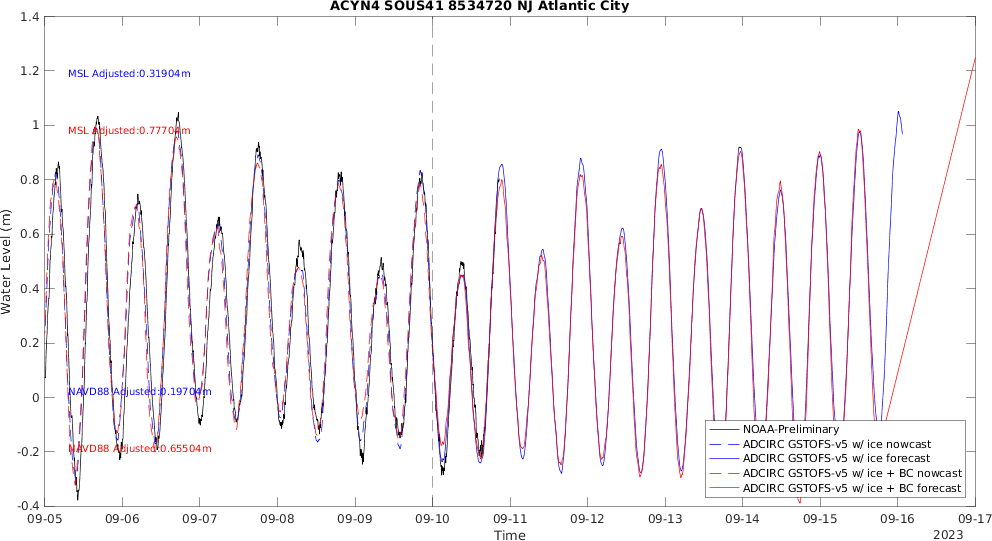 ACYN4 SOUS41 8534720 NJ Atlantic City
1.4
1.2
1
0.8
0.6
0.4
0.2
0
-0.2
-0.4
Water Level (m)
MSL Adjusted:0.31904m
MSL Adjusted:0.77704m
NAVD88 Adjusted:0.19704m
NAVD88 Adjusted:0.65504m
NOAA-Preliminary
ADCIRC GSTOFS-v5 w/ ice nowcast
ADCIRC GSTOFS-v5 w/ ice forecast
ADCIRC GSTOFS-v5 w/ ice + BC nowcast
ADCIRC GSTOFS-v5 w/ ice + BC forecast
09-05 09-06 09-07 09-08 09-09 09-10 09-11 09-12 09-13 09-14 09-15 09-16 09-17
Time
2023